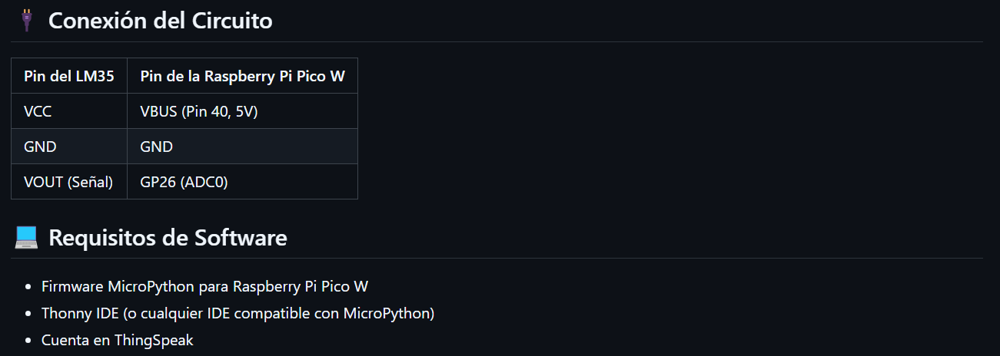 Conexión del Circuito
Pin del LM35 Pin de la Raspberry Pi Pico W
VCC VBUS (Pin 40, 5V)
GND GND
VOUT (Señal) GP26 (ADC0)
Requisitos de Software
Firmware MicroPython para Raspberry Pi Pico W
Thonny IDE (o cualquier IDE compatible con MicroPython)
Cuenta en ThingSpeak